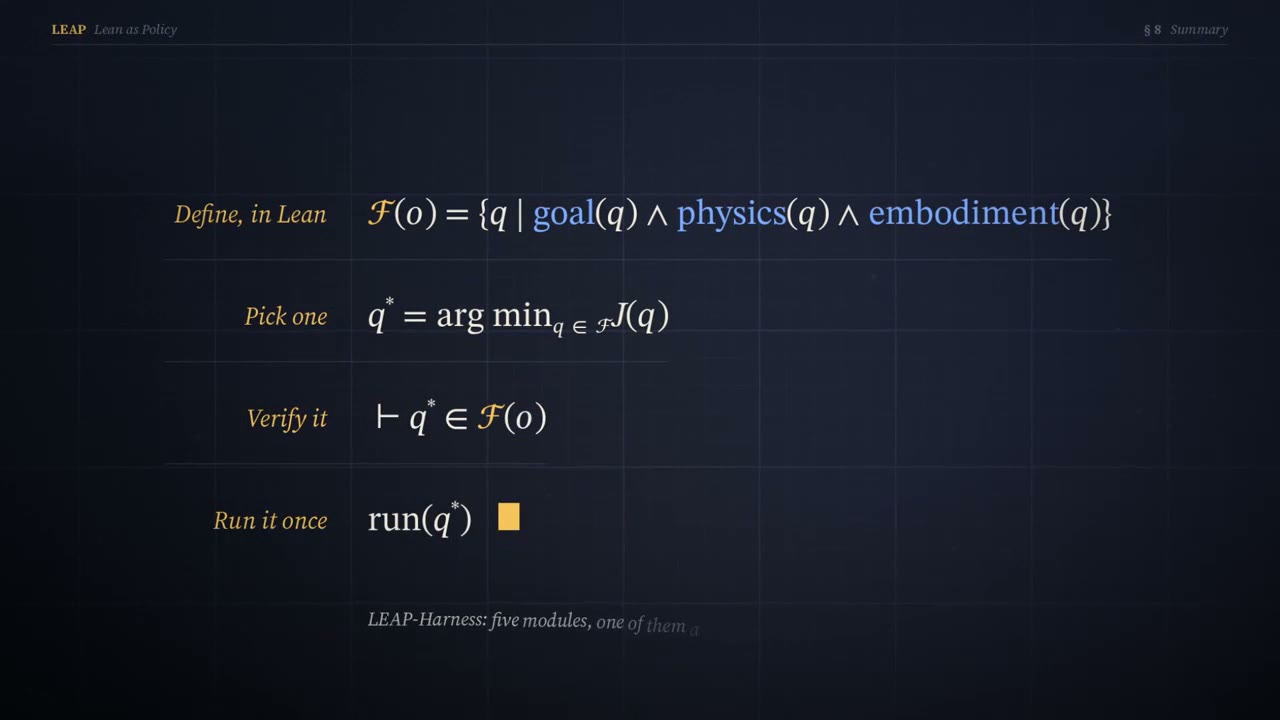 LEAP Lean as Policy
§ 8 Summary
Define, in Lean ℱ(o) = {q | goal(q) ∧ physics(q) ∧ embodiment(q)}
Pick one q* = arg min_{q ∈ ℱ} J(q)
Verify it ⊢ q* ∈ ℱ(o)
Run it once run(q*) ■
LEAP-Harness: five modules, one of them a